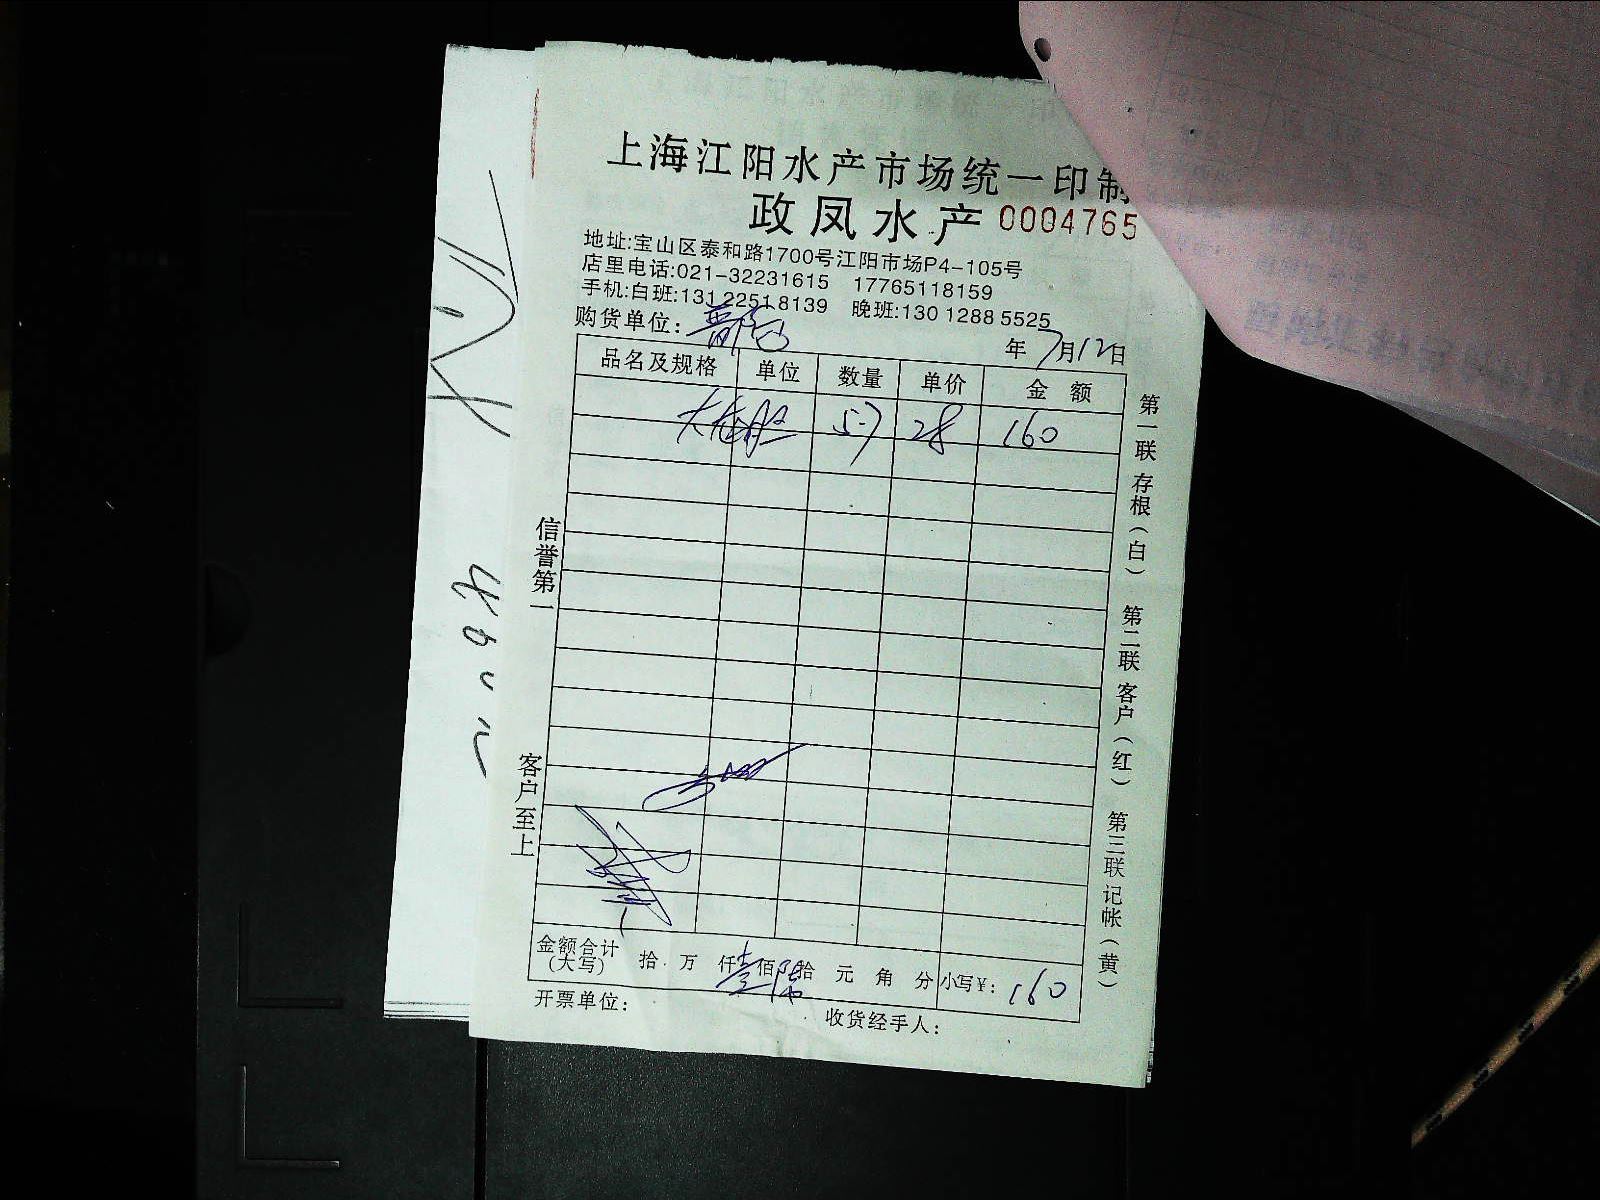 上海江阳水产市场统一印制
政凤水产 0004765
地址:宝山区泰和路1700号江阳市场P4-105号
店里电话:021-32231615 17765118159
手机:白班:131 2251 8139 晚班:130 1288 5525
购货单位:
年7月12日
品名及规格 单位 数量 单价 金额
5.7 28 160
信誉第一
客户至上
第一联 存根(白) 第二联 客户(红) 第三联 记帐(黄)
金额合计(大写) 拾 万 仟壹佰陆拾 元 角 分 小写¥: 160
开票单位: 收货经手人: